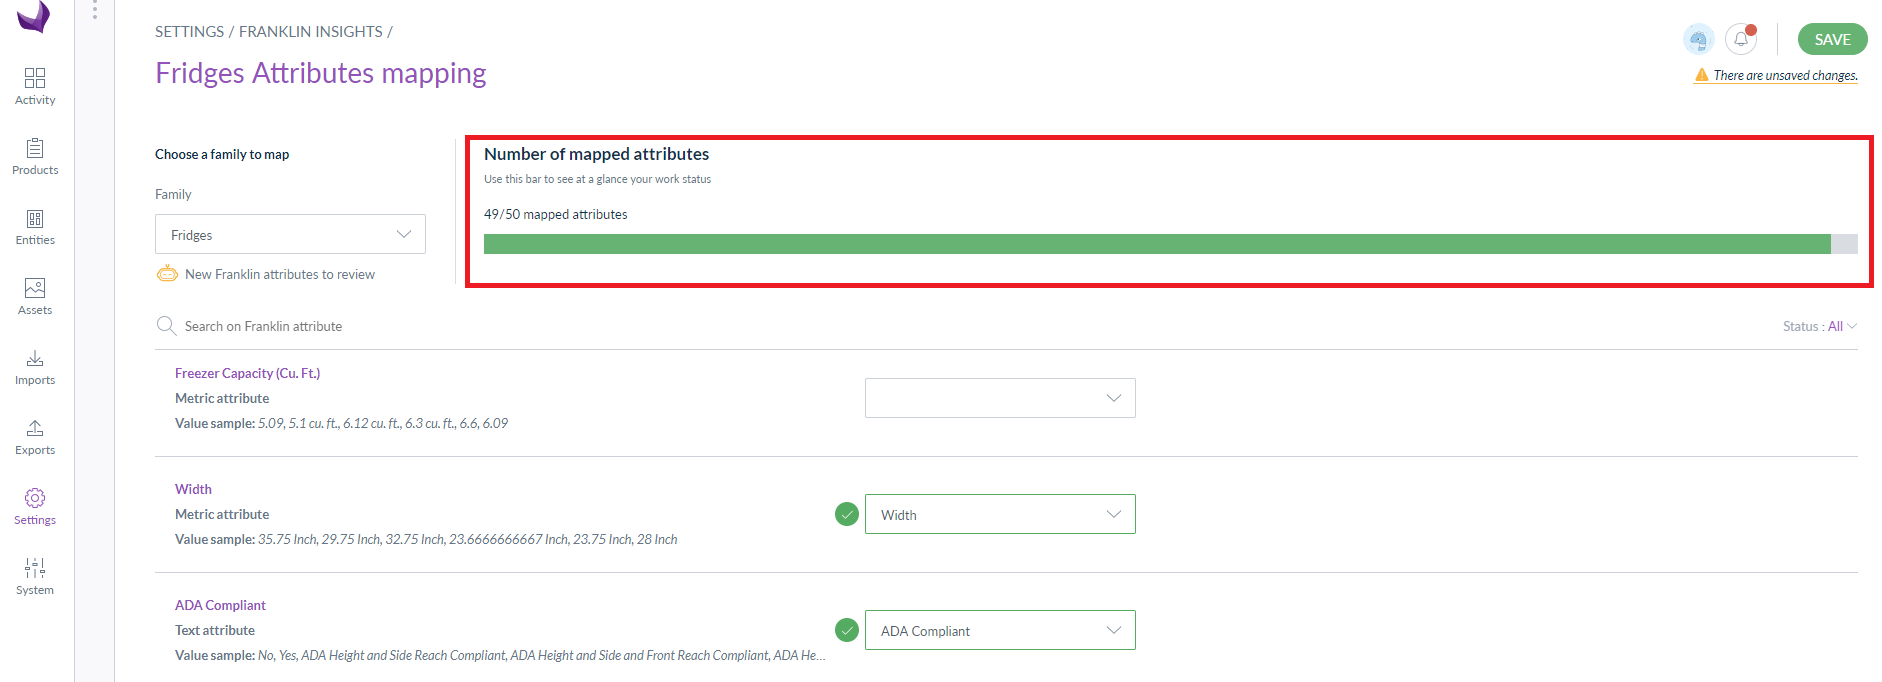 SETTINGS / FRANKLIN INSIGHTS /
Fridges Attributes mapping
SAVE
There are unsaved changes.
Activity
Products
Entities
Assets
Imports
Exports
Settings
System
Choose a family to map
Family
Fridges
New Franklin attributes to review
Number of mapped attributes
Use this bar to see at a glance your work status
49/50 mapped attributes
Search on Franklin attribute
Status : All
Freezer Capacity (Cu. Ft.)
Metric attribute
Value sample: 5.09, 5.1 cu. ft., 6.12 cu. ft., 6.3 cu. ft., 6.6, 6.09
Width
Metric attribute
Value sample: 35.75 Inch, 29.75 Inch, 32.75 Inch, 23.6666666667 Inch, 23.75 Inch, 28 Inch
Width
ADA Compliant
Text attribute
Value sample: No, Yes, ADA Height and Side Reach Compliant, ADA Height and Side and Front Reach Compliant, ADA He...
ADA Compliant